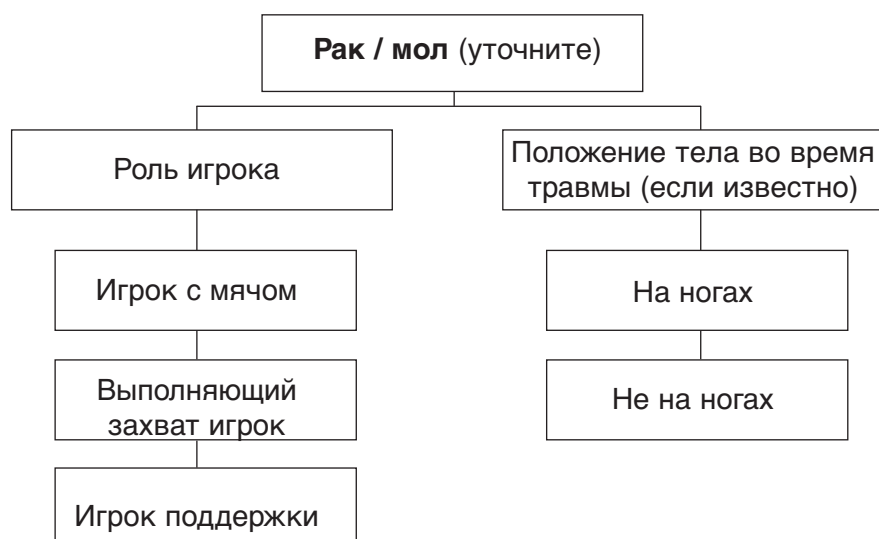 Рак / мол (уточните)
Роль игрока
Положение тела во время
травмы (если известно)
Игрок с мячом
На ногах
Выполняющий
захват игрок
Не на ногах
Игрок поддержки